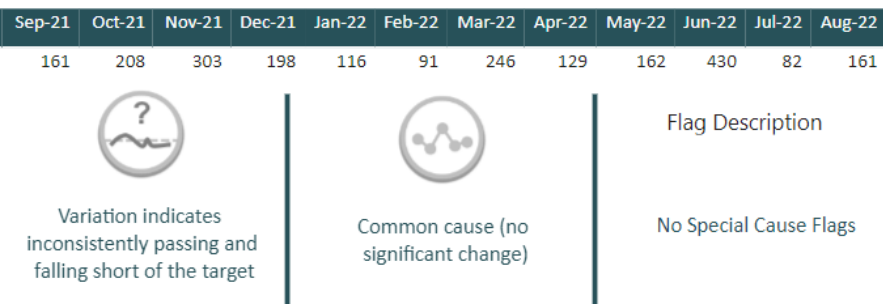 Sep-21 Oct-21 Nov-21 Dec-21 Jan-22 Feb-22 Mar-22 Apr-22 May-22 Jun-22 Jul-22 Aug-22
161 208 303 198 116 91 246 129 162 430 82 161
?
Variation indicates
inconsistently passing and
falling short of the target
Common cause (no
significant change)
Flag Description
No Special Cause Flags